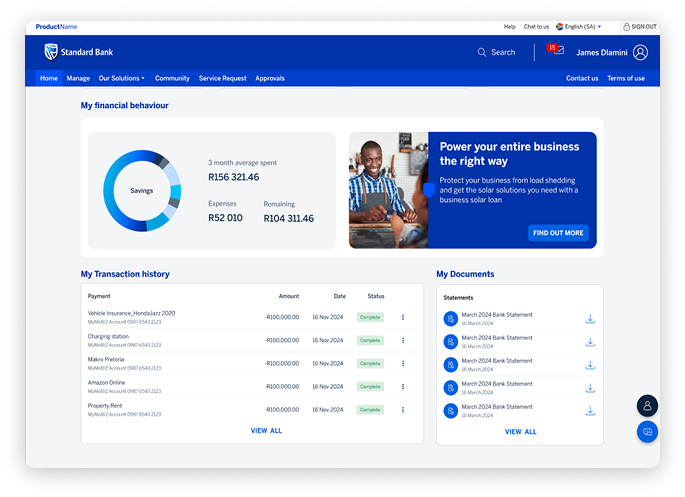 ProductName
Help
Chat to us
English (SA)
SIGN OUT
Standard Bank
Search
15
James Dlamini
Home
Manage
Our Solutions
Community
Service Request
Approvals
Contact us
Terms of use
My financial behaviour
Savings
3 month average spent
R156 321.46
Expenses
Remaining
R52 010
R104 311.46
Power your entire business
the right way
Protect your business from load shedding
and get the solar solutions you need with a
business solar loan
FIND OUT MORE
My Transaction history
Payment Amount Date Status
Vehicle Insurance_HondaJazz 2020
MyMoBiZ Account 0987 6543 2123
-R100,000.00 16 Nov 2024 Complete
Charging station
MyMoBiZ Account 0987 6543 2123
-R100,000.00 16 Nov 2024 Complete
Makro Pretoria
MyMoBiZ Account 0987 6543 2123
-R100,000.00 16 Nov 2024 Complete
Amazon Online
MyMoBiZ Account 0987 6543 2123
-R100,000.00 16 Nov 2024 Complete
Property Rent
MyMoBiZ Account 0987 6543 2123
-R100,000.00 16 Nov 2024 Complete
VIEW ALL
My Documents
Statements
March 2024 Bank Statement
16 March 2024
March 2024 Bank Statement
16 March 2024
March 2024 Bank Statement
16 March 2024
March 2024 Bank Statement
16 March 2024
March 2024 Bank Statement
16 March 2024
VIEW ALL